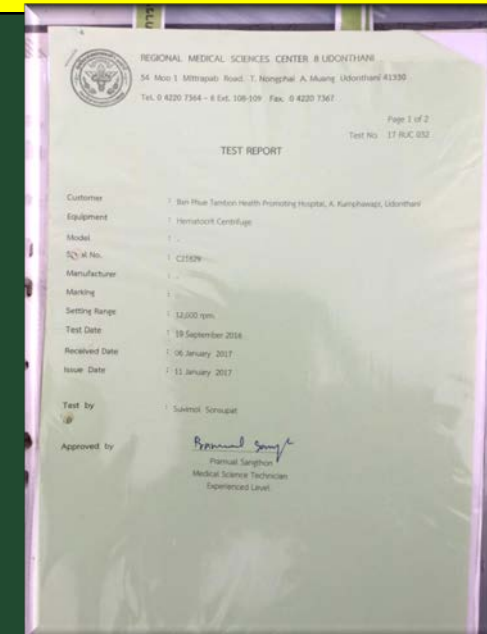 REGIONAL MEDICAL SCIENCES CENTER 8 UDONTHANI
54 Moo 1 Mittrapab Road, T. Nongphai A. Muang Udonthani 41330
Tel. 0 4220 7364 – 6 Ext. 108-109 Fax. 0 4220 7367
Page 1 of 2
Test No. 17 RUC 032
TEST REPORT
Customer : Ban Phue Tambon Health Promoting Hospital, A. Kumphawapi, Udonthani
Equipment : Hematocrit Centrifuge
Model : -
Serial No. :
Manufacturer : -
Marking : -
Setting Range : 12,000 rpm
Test Date : 19 September 2016
Received Date : 06 January 2017
Issue Date : 11 January 2017
Test by :
Approved by
Pramual Sangthon
Medical Science Technician
Experienced Level